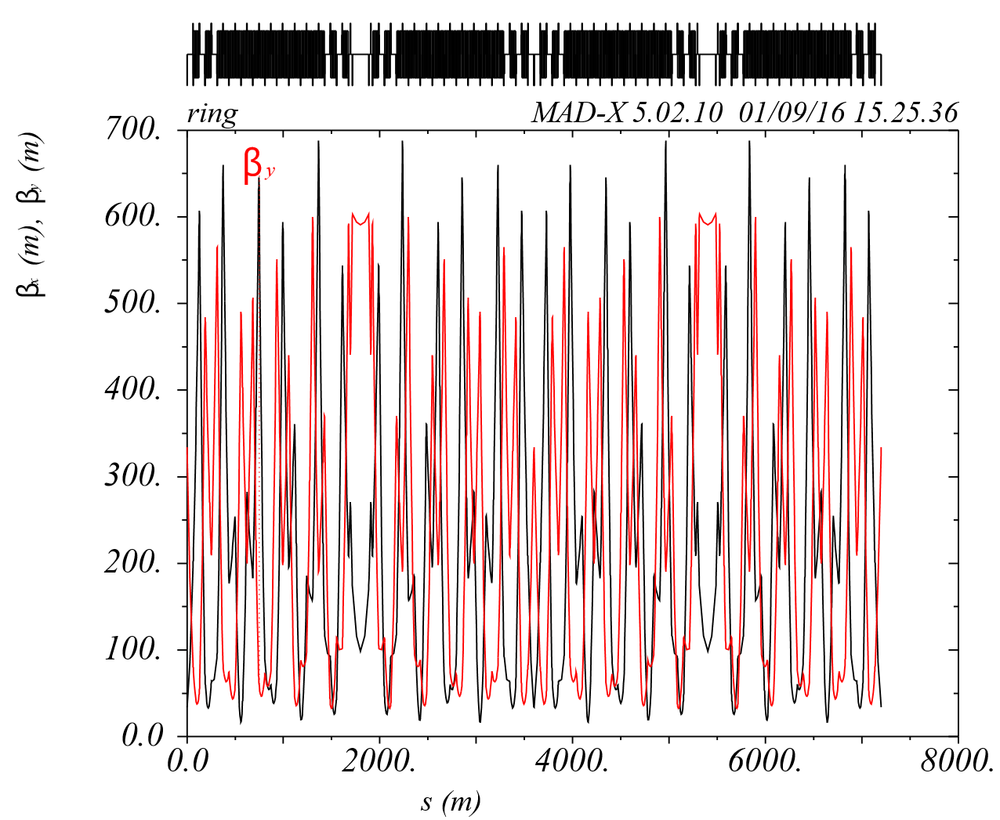 ring MAD-X 5.02.10 01/09/16 15.25.36
700.
600.
500.
400.
300.
200.
100.
0.0
βx (m), βy (m)
βy
0.0 2000. 4000. 6000. 8000.
s (m)